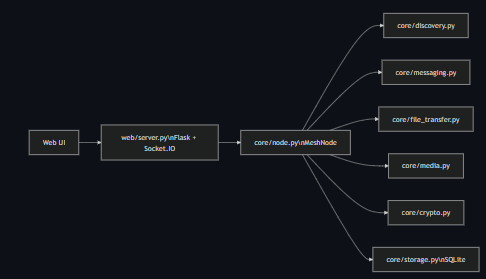 core/discovery.py
core/messaging.py
core/file_transfer.py
Web UI
web/server.py\nFlask +
Socket.IO
core/node.py\nMeshNode
core/media.py
core/crypto.py
core/storage.py\nSQLite